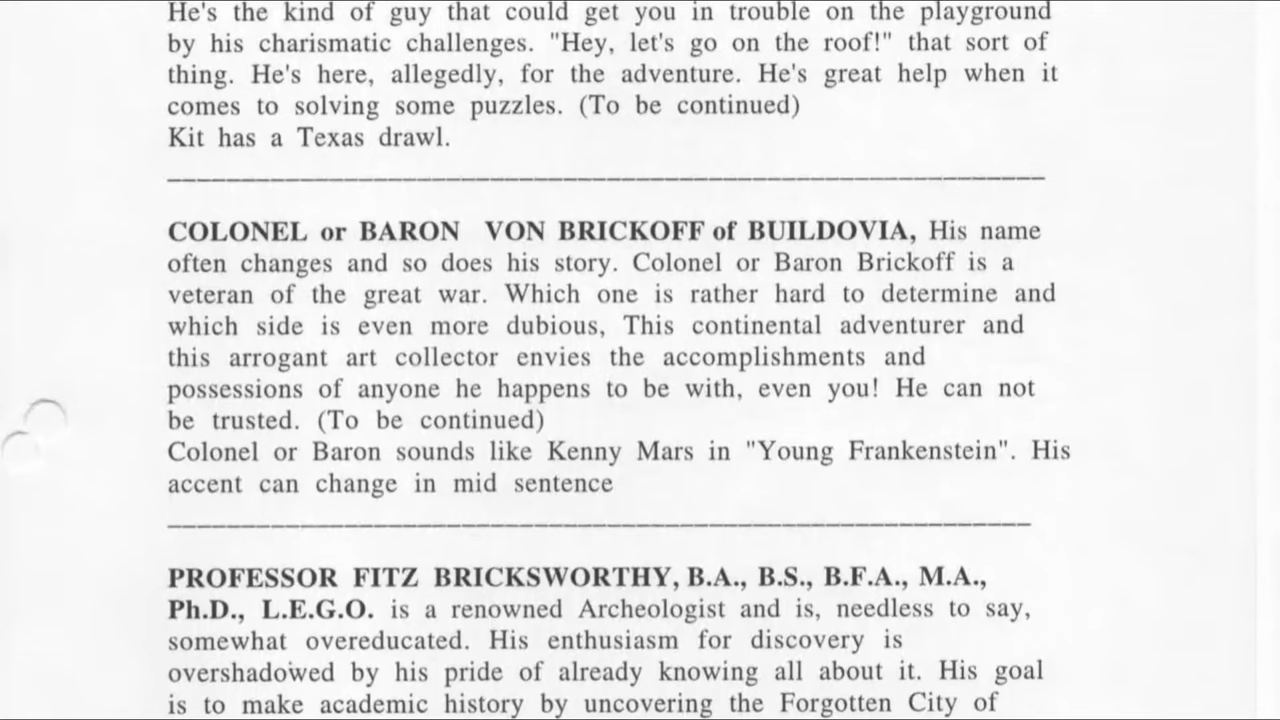 He's the kind of guy that could get you in trouble on the playground
by his charismatic challenges. "Hey, let's go on the roof!" that sort of
thing. He's here, allegedly, for the adventure. He's great help when it
comes to solving some puzzles. (To be continued)
Kit has a Texas drawl.
COLONEL or BARON VON BRICKOFF of BUILDOVIA, His name
often changes and so does his story. Colonel or Baron Brickoff is a
veteran of the great war. Which one is rather hard to determine and
which side is even more dubious, This continental adventurer and
this arrogant art collector envies the accomplishments and
possessions of anyone he happens to be with, even you! He can not
be trusted. (To be continued)
Colonel or Baron sounds like Kenny Mars in "Young Frankenstein". His
accent can change in mid sentence
PROFESSOR FITZ BRICKSWORTHY, B.A., B.S., B.F.A., M.A.,
Ph.D., L.E.G.O. is a renowned Archeologist and is, needless to say,
somewhat overeducated. His enthusiasm for discovery is
overshadowed by his pride of already knowing all about it. His goal
is to make academic history by uncovering the Forgotten City of